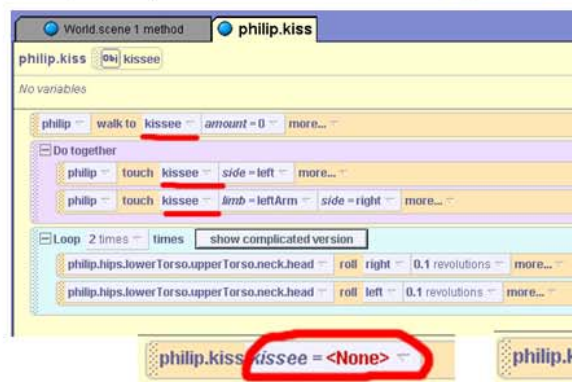 World.scene 1 method philip.kiss
philip.kiss Obj kissee
No variables
philip walk to kissee amount = 0 more...
Do together
philip touch kissee side = left more...
philip touch kissee limb = leftArm side = right more...
Loop 2 times times show complicated version
philip.hips.lowerTorso.upperTorso.neck.head roll right 0.1 revolutions more...
philip.hips.lowerTorso.upperTorso.neck.head roll left 0.1 revolutions more...
philip.kiss kissee = <None> philip.k